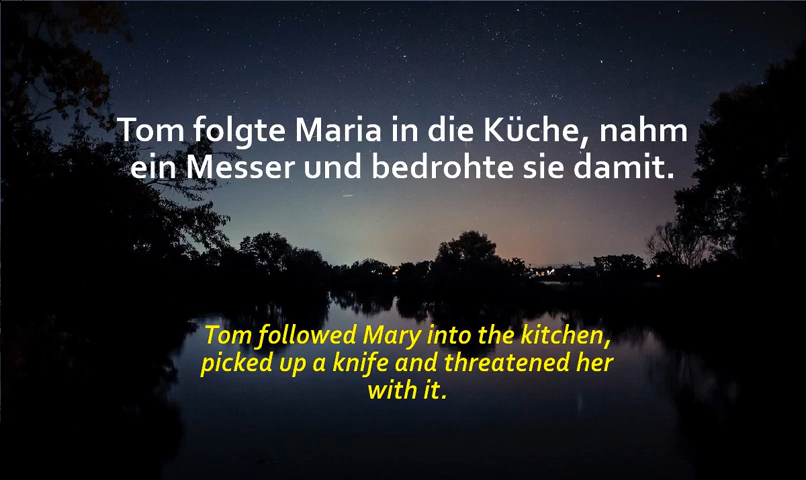 Tom folgte Maria in die Küche, nahm
ein Messer und bedrohte sie damit.
Tom followed Mary into the kitchen,
picked up a knife and threatened her
with it.